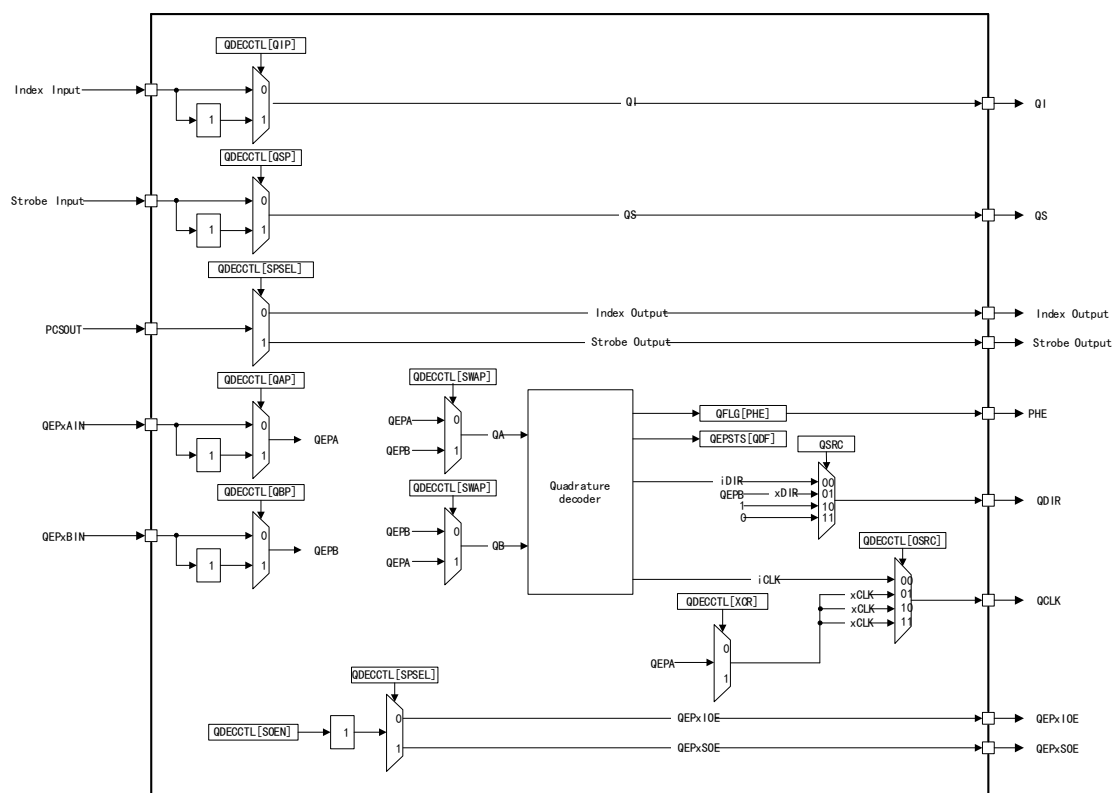 QDECCTL[QIP]
Index Input
0
1
1
QI
QI
QDECCTL[QSP]
Strobe Input
0
1
1
QS
QS
QDECCTL[SPSEL]
PCSOUT
0
1
Index Output
Index Output
Strobe Output
Strobe Output
QDECCTL[QAP]
QEPxAIN
0
1
1
QEPA
QDECCTL[SWAP]
QEPA
0
QEPB
1
QA
QDECCTL[QBP]
QEPxBIN
0
1
1
QEPB
QDECCTL[SWAP]
QEPB
0
QEPA
1
QB
Quadrature
decoder
QFLG[PHE]
PHE
QEPSTS[QDF]
QSRC
iDIR
00
QEPB
xDIR
01
1
10
0
11
QDIR
QDECCTL[OSRC]
iCLK
00
xCLK
01
xCLK
10
xCLK
11
QCLK
QDECCTL[XCR]
QEPA
0
1
QDECCTL[SPSEL]
QDECCTL[SOEN]
1
0
1
QEPxIOE
QEPxIOE
QEPxSOE
QEPxSOE